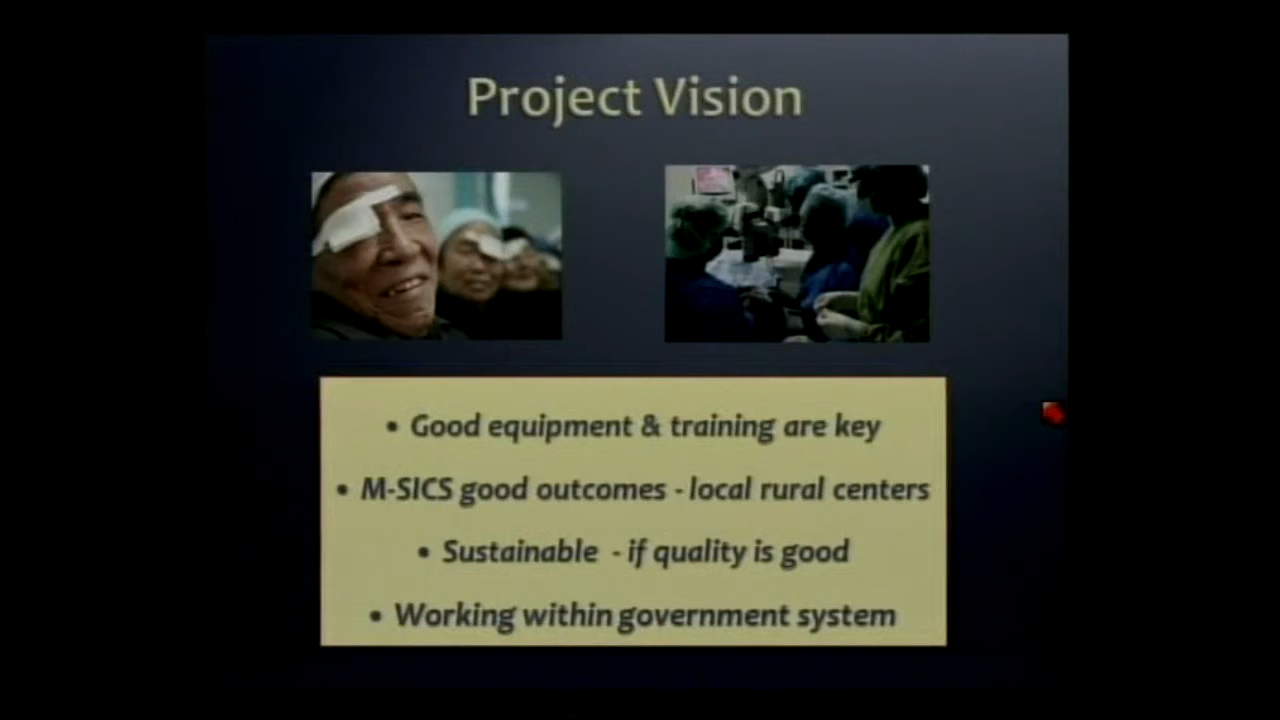 Project Vision
• Good equipment & training are key
• M-SICS good outcomes - local rural centers
• Sustainable - if quality is good
• Working within government system